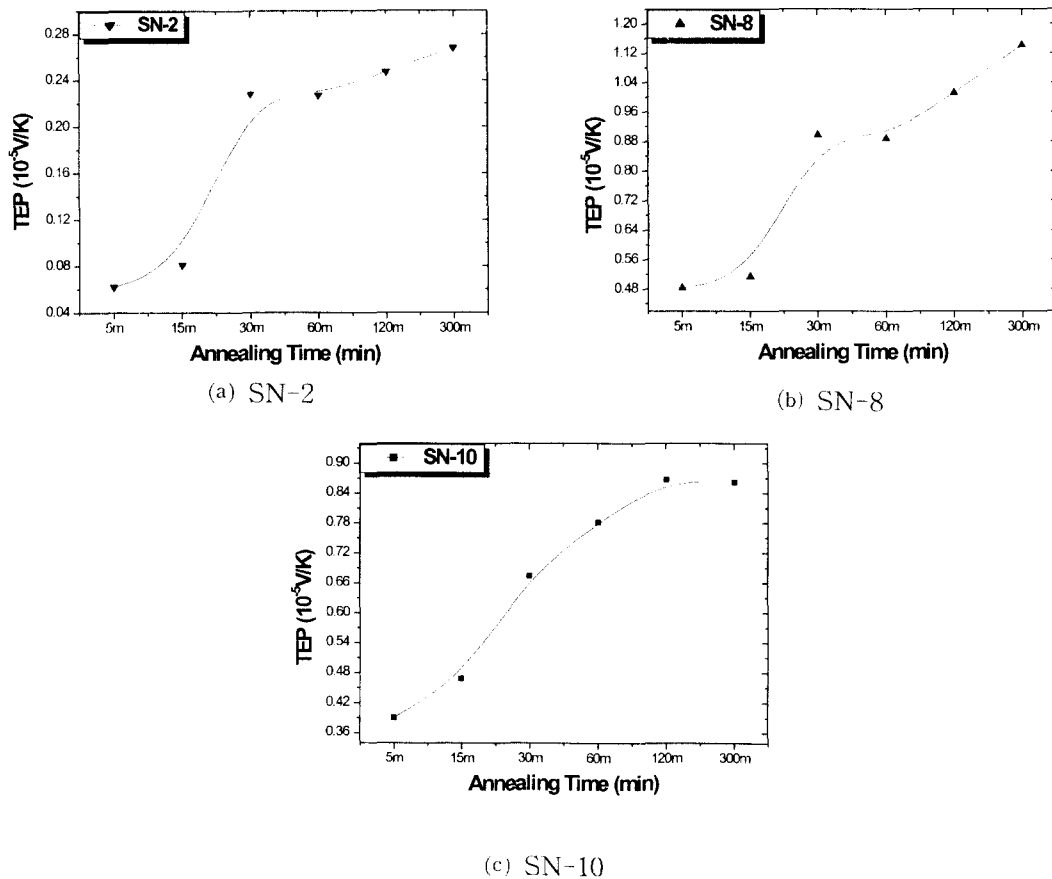 SN-2
TEP (10⁻⁵V/K)
0.28
0.24
0.20
0.16
0.12
0.08
0.04
5m 15m 30m 60m 120m 300m
Annealing Time (min)
(a) SN-2
SN-8
TEP (10⁻⁵V/K)
1.20
1.12
1.04
0.96
0.88
0.80
0.72
0.64
0.56
0.48
5m 15m 30m 60m 120m 300m
Annealing Time (min)
(b) SN-8
SN-10
TEP (10⁻⁵V/K)
0.90
0.84
0.78
0.72
0.66
0.60
0.54
0.48
0.42
0.36
5m 15m 30m 60m 120m 300m
Annealing Time (min)
(c) SN-10